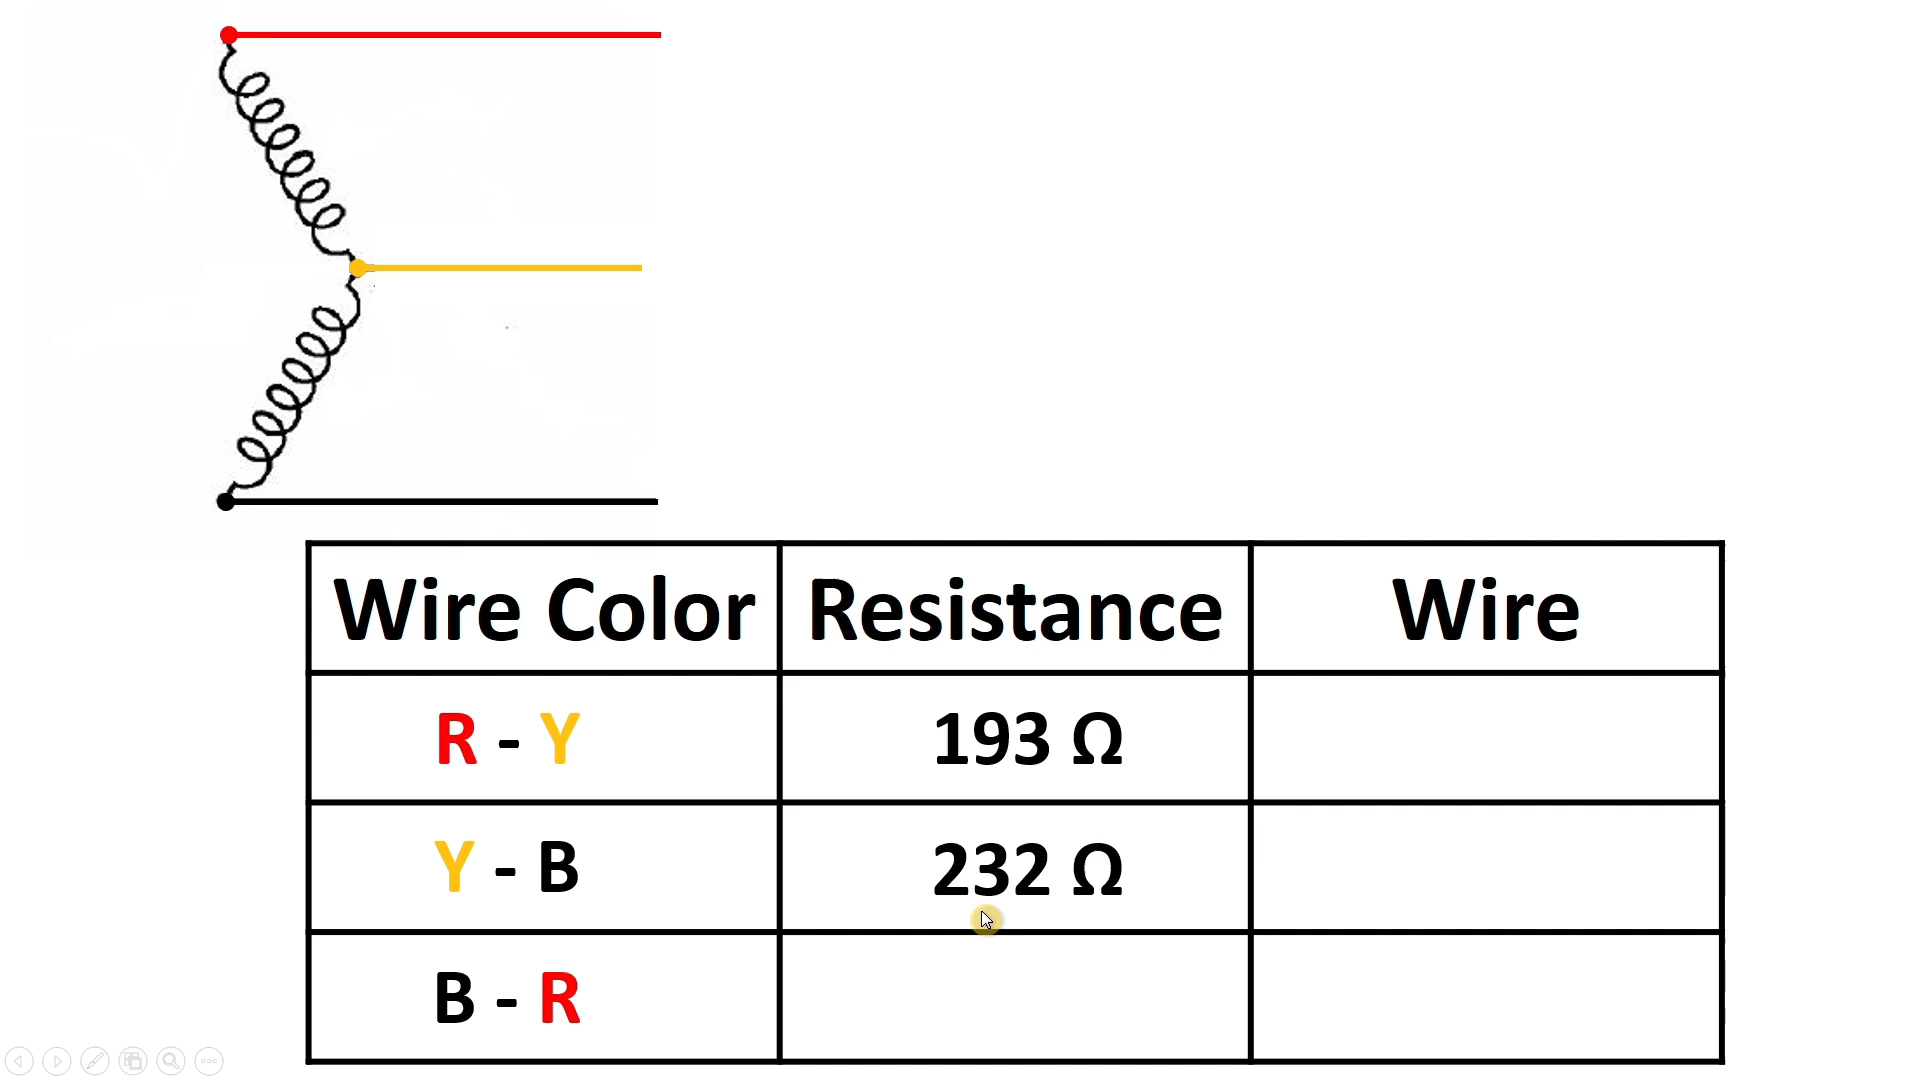 Wire Color Resistance Wire
R - Y 193 Ω
Y - B 232 Ω
B - R